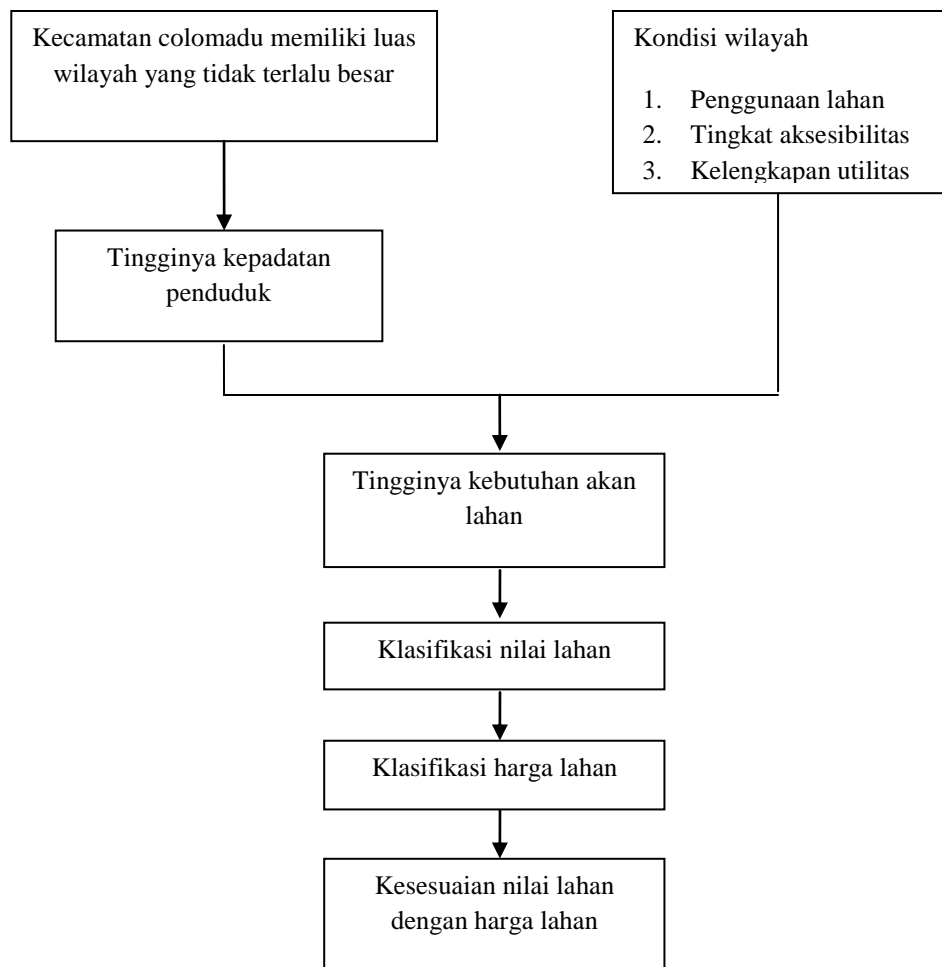 Kecamatan colomadu memiliki luas
wilayah yang tidak terlalu besar
Kondisi wilayah
1. Penggunaan lahan
2. Tingkat aksesibilitas
3. Kelengkapan utilitas
Tingginya kepadatan
penduduk
Tingginya kebutuhan akan
lahan
Klasifikasi nilai lahan
Klasifikasi harga lahan
Kesesuaian nilai lahan
dengan harga lahan